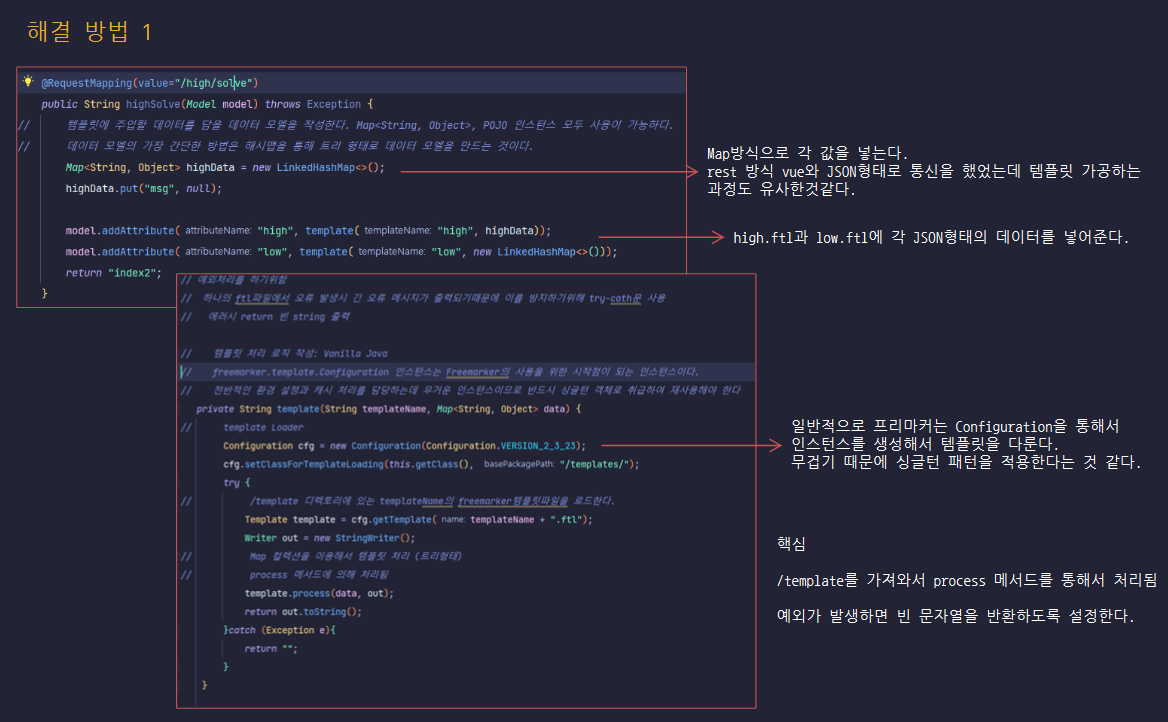 해결 방법 1
@RequestMapping(value="/high/solve")
public String highSolve(Model model) throws Exception {
// 템플릿에 주입할 데이터를 담을 데이터 모델을 작성한다. Map<String, Object>, POJO 인스턴스 모두 사용이 가능하다.
// 데이터 모델의 가장 간단한 방법은 해시맵을 통해 트리 형태로 데이터 모델을 만드는 것이다.
Map<String, Object> highData = new LinkedHashMap<>();
highData.put("msg", null);
model.addAttribute( attributeName: "high", template( templateName: "high", highData));
model.addAttribute( attributeName: "low", template( templateName: "low", new LinkedHashMap<>()));
return "index2";
}
Map방식으로 각 값을 넣는다.
rest 방식 vue와 JSON형태로 통신을 했었는데 템플릿 가공하는
과정도 유사한것같다.
high.ftl과 low.ftl에 각 JSON형태의 데이터를 넣어준다.
// 예외처리를 하기위함
// 하나의 ftl파일에서 오류 발생시 긴 오류 메시지가 출력되기때문에 이를 방지하기위해 try-cath문 사용
// 에러시 return 빈 string 출력
// 템플릿 처리 로직 작성: Vanilla Java
// freemarker.template.Configuration 인스턴스는 Freemarker의 사용을 위한 시작점이 되는 인스턴스이다.
// 전반적인 환경 설정과 캐시 처리를 담당하는데 무거운 인스턴스이므로 반드시 싱글턴 객체로 취급하여 재사용해야 한다
private String template(String templateName, Map<String, Object> data) {
// template Loader
Configuration cfg = new Configuration(Configuration.VERSION_2_3_23);
cfg.setClassForTemplateLoading(this.getClass(), basePackagePath: "/templates/");
try {
// /template 디렉토리에 있는 templateName의 freemarker템플릿파일을 로드한다.
Template template = cfg.getTemplate( name: templateName + ".ftl");
Writer out = new StringWriter();
// Map 컬렉션을 이용해서 템플릿 처리 (트리형태)
// process 메서드에 의해 처리됨
template.process(data, out);
return out.toString();
}catch (Exception e){
return "";
}
}
일반적으로 프리마커는 Configuration을 통해서
인스턴스를 생성해서 템플릿을 다룬다.
무겁기 때문에 싱글턴 패턴을 적용한다는 것 같다.
핵심
/template를 가져와서 process 메서드를 통해서 처리됨
예외가 발생하면 빈 문자열을 반환하도록 설정한다.